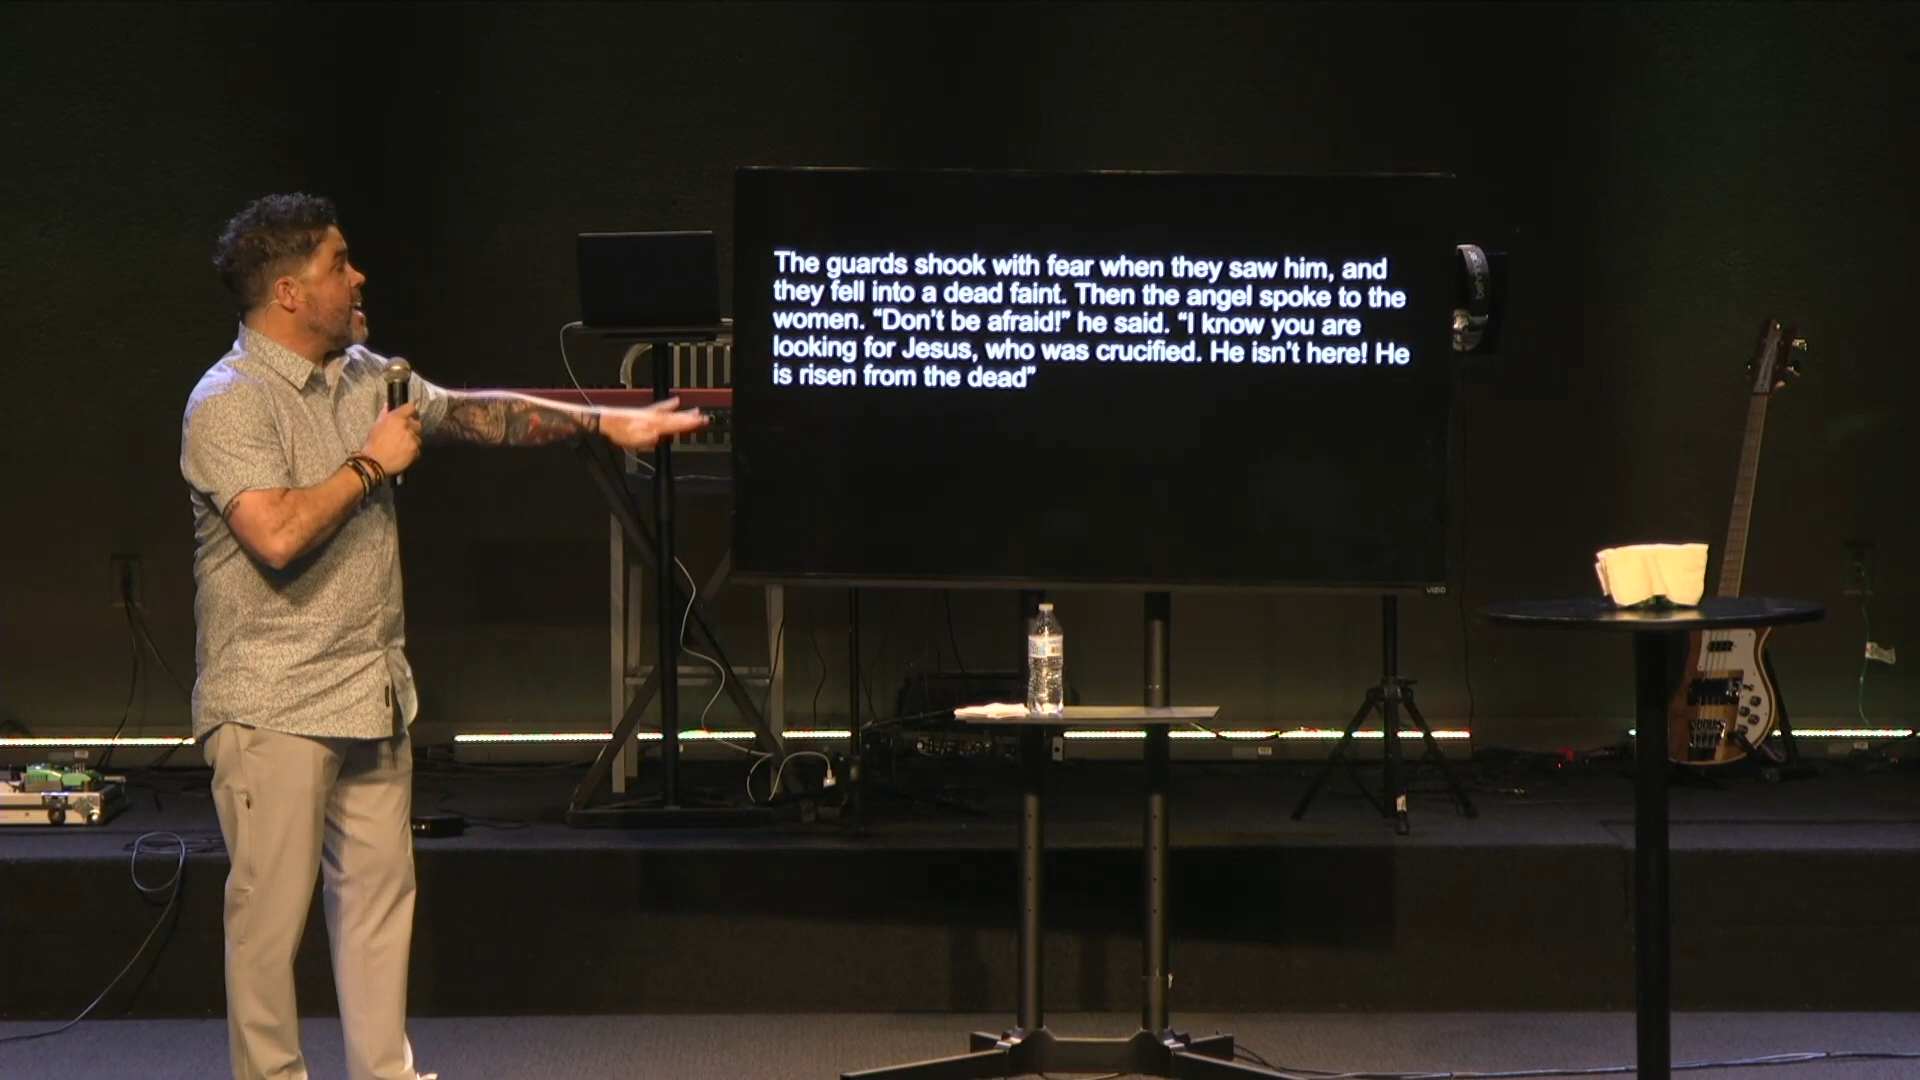 The guards shook with fear when they saw him, and
they fell into a dead faint. Then the angel spoke to the
women. “Don’t be afraid!” he said. “I know you are
looking for Jesus, who was crucified. He isn’t here! He
is risen from the dead”
VIZIO